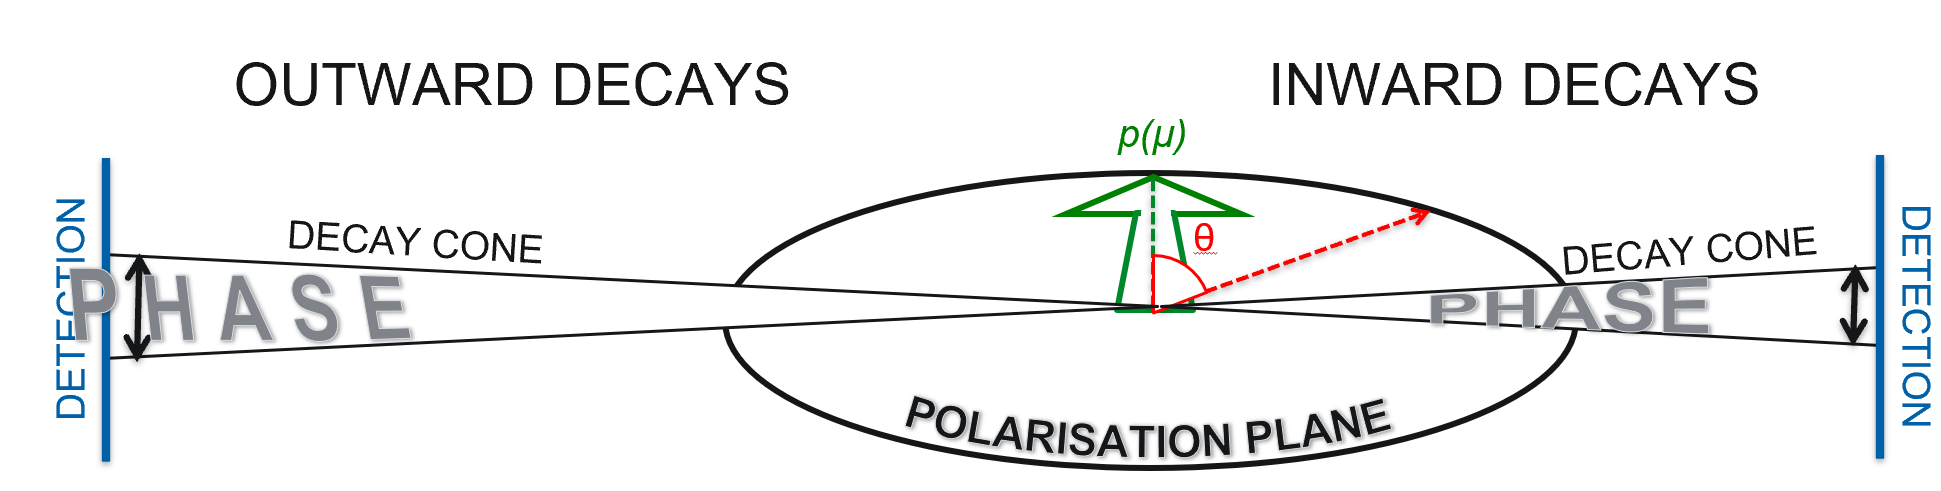 OUTWARD DECAYS
INWARD DECAYS
p(μ)
DETECTION
DECAY CONE
PHASE
θ
DECAY CONE
PHASE
DETECTION
POLARISATION PLANE